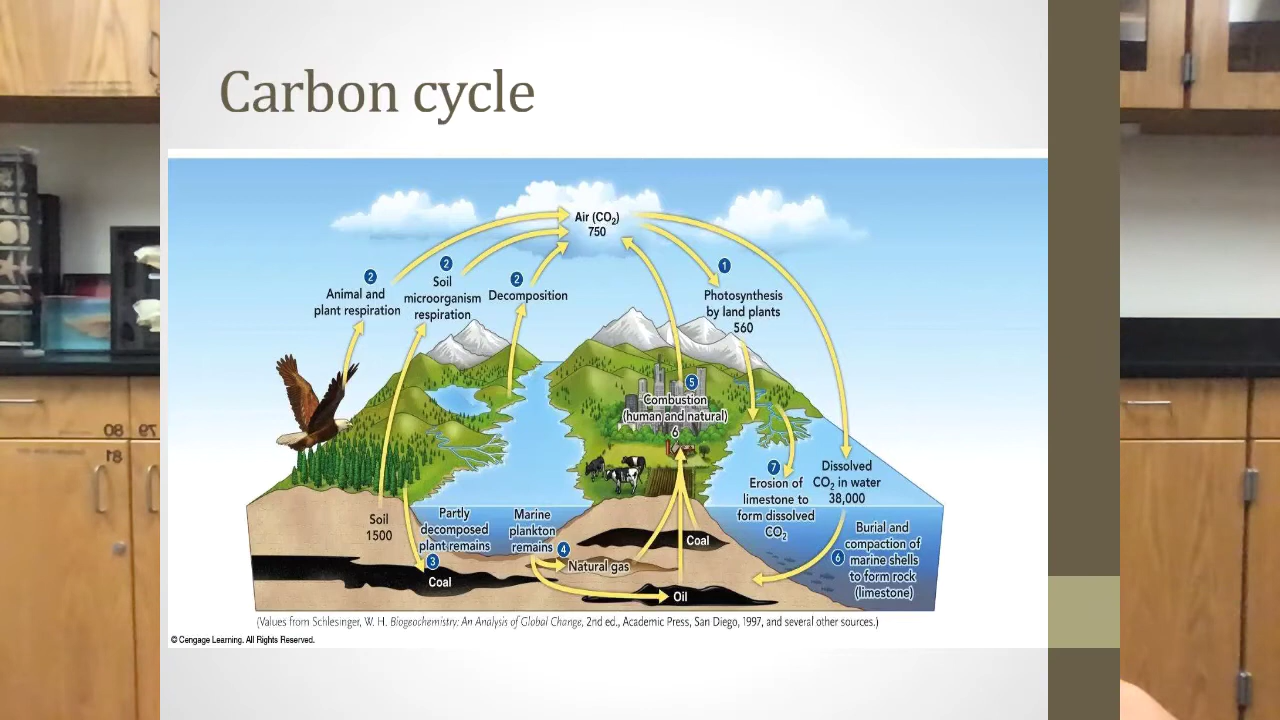 Carbon cycle
Air (CO₂)
750
2
Animal and
plant respiration
2
Soil
microorganism
respiration
2
Decomposition
1
Photosynthesis
by land plants
560
5
Combustion
(human and natural)
6
7
Erosion of
limestone to
form dissolved
CO₂
Dissolved
CO₂ in water
38,000
Soil
1500
Partly
decomposed
plant remains
3
Coal
Marine
plankton
remains
4
Natural gas
Coal
Oil
6
Burial and
compaction of
marine shells
to form rock
(limestone)
(Values from Schlesinger, W. H. Biogeochemistry: An Analysis of Global Change, 2nd ed., Academic Press, San Diego, 1997, and several other sources.)
© Cengage Learning. All Rights Reserved.
80
79
81